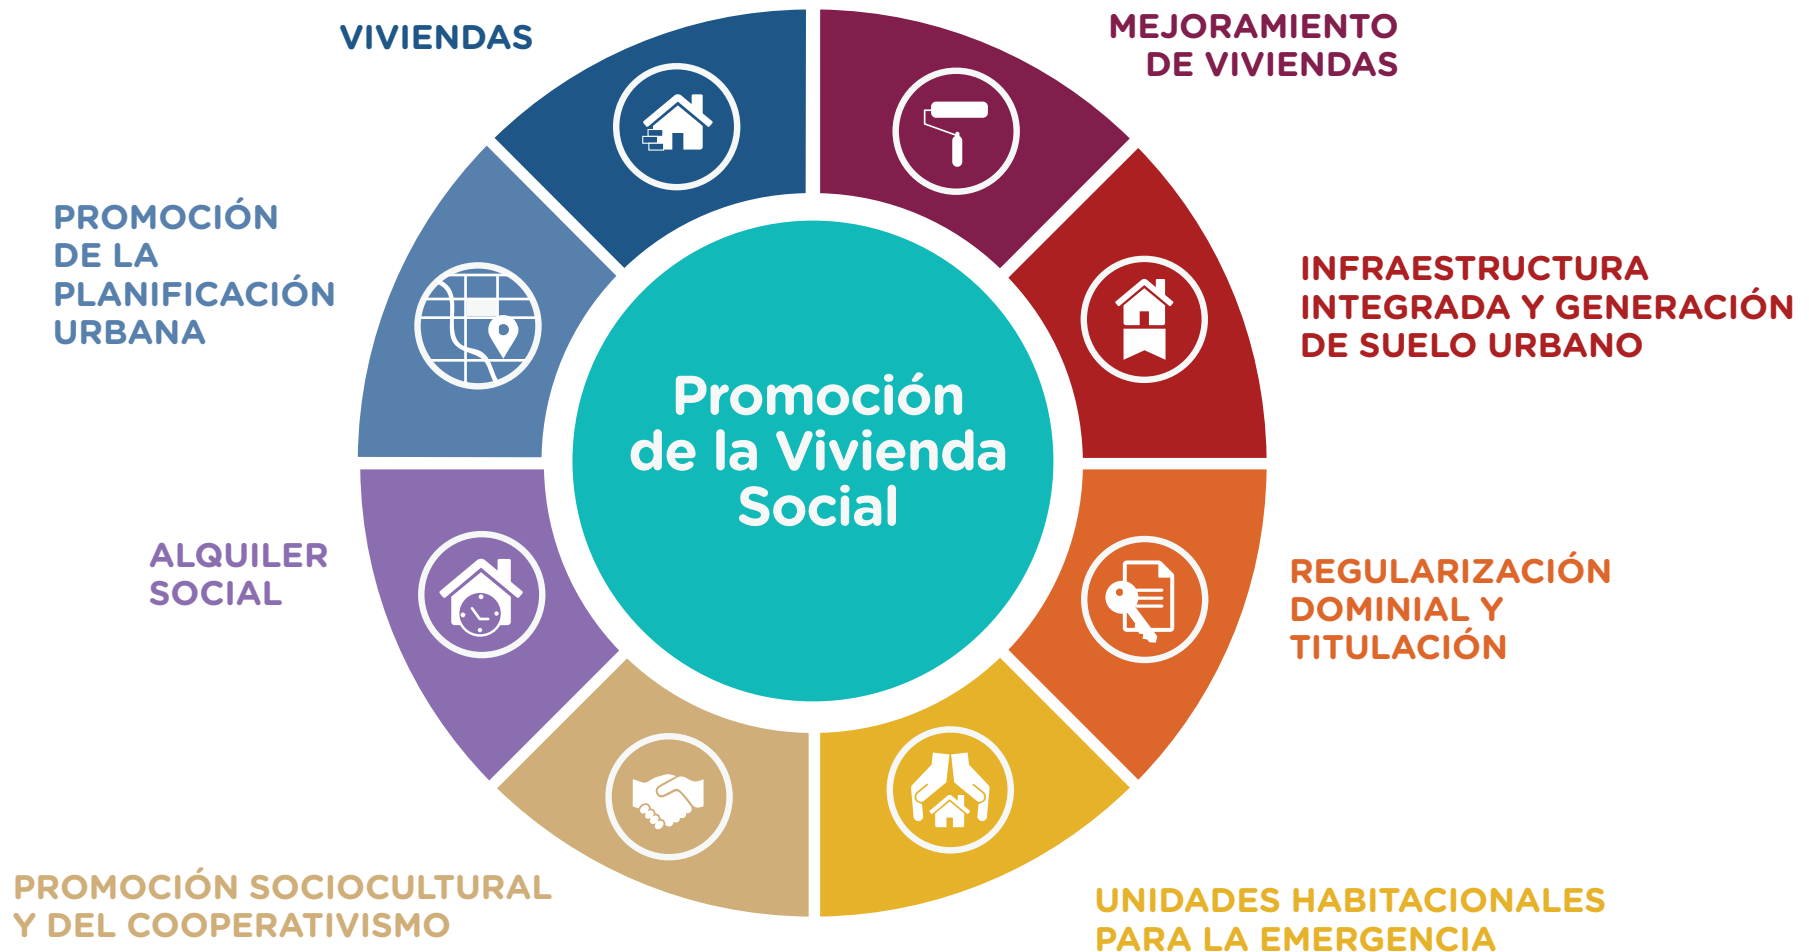 VIVIENDAS
MEJORAMIENTO
DE VIVIENDAS
PROMOCIÓN
DE LA
PLANIFICACIÓN
URBANA
INFRAESTRUCTURA
INTEGRADA Y GENERACIÓN
DE SUELO URBANO
Promoción
de la Vivienda
Social
ALQUILER
SOCIAL
REGULARIZACIÓN
DOMINIAL Y
TITULACIÓN
PROMOCIÓN SOCIOCULTURAL
Y DEL COOPERATIVISMO
UNIDADES HABITACIONALES
PARA LA EMERGENCIA